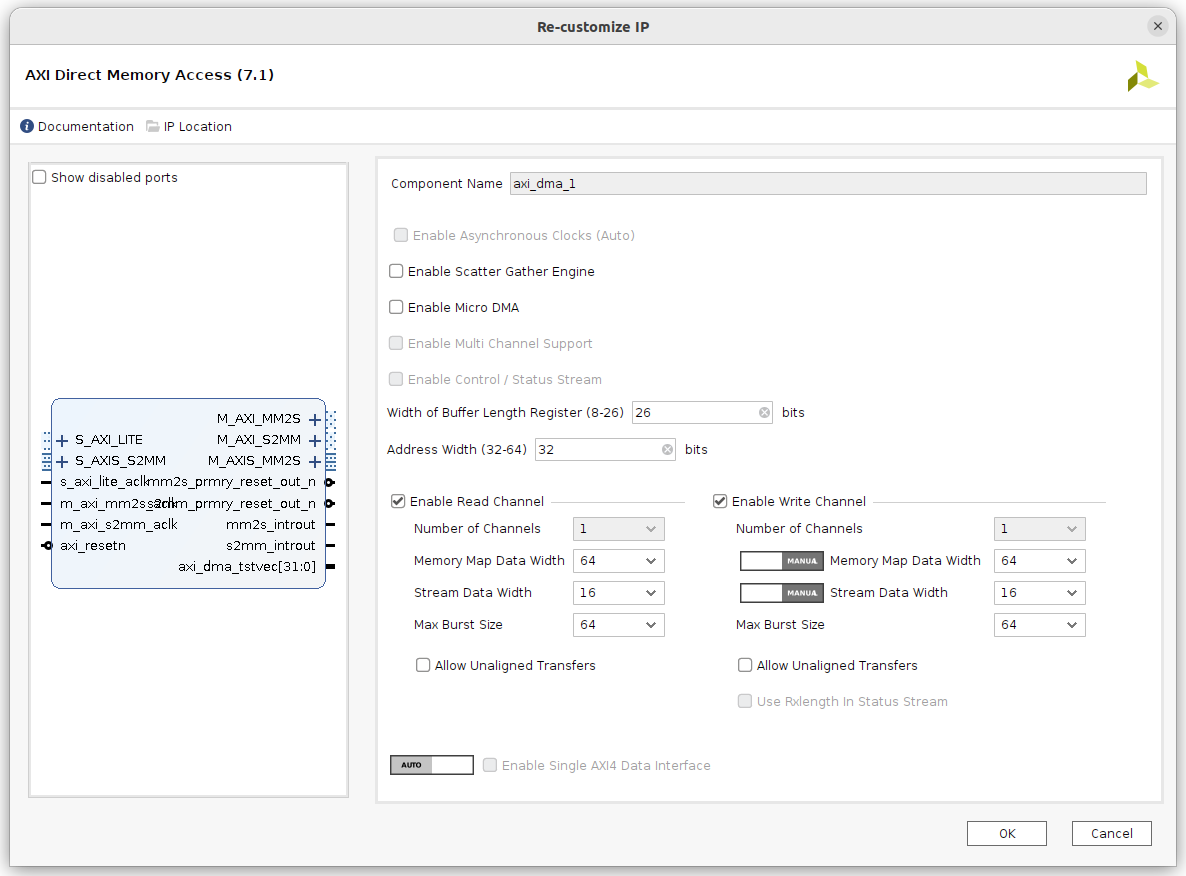 Re-customize IP
AXI Direct Memory Access (7.1)
Documentation IP Location
Show disabled ports
M_AXI_MM2S
S_AXI_LITE M_AXI_S2MM
S_AXIS_S2MM M_AXIS_MM2S
s_axi_lite_aclk mm2s_prmry_reset_out_n
m_axi_mm2s_aclk s2mm_prmry_reset_out_n
m_axi_s2mm_aclk mm2s_introut
axi_resetn s2mm_introut
axi_dma_tstvec[31:0]
Component Name axi_dma_1
Enable Asynchronous Clocks (Auto)
Enable Scatter Gather Engine
Enable Micro DMA
Enable Multi Channel Support
Enable Control / Status Stream
Width of Buffer Length Register (8-26) 26 bits
Address Width (32-64) 32 bits
Enable Read Channel
Number of Channels 1
Memory Map Data Width 64
Stream Data Width 16
Max Burst Size 64
Allow Unaligned Transfers
Enable Write Channel
Number of Channels 1
MANUAL Memory Map Data Width 64
MANUAL Stream Data Width 16
Max Burst Size 64
Allow Unaligned Transfers
Use Rxlength In Status Stream
AUTO Enable Single AXI4 Data Interface
OK Cancel